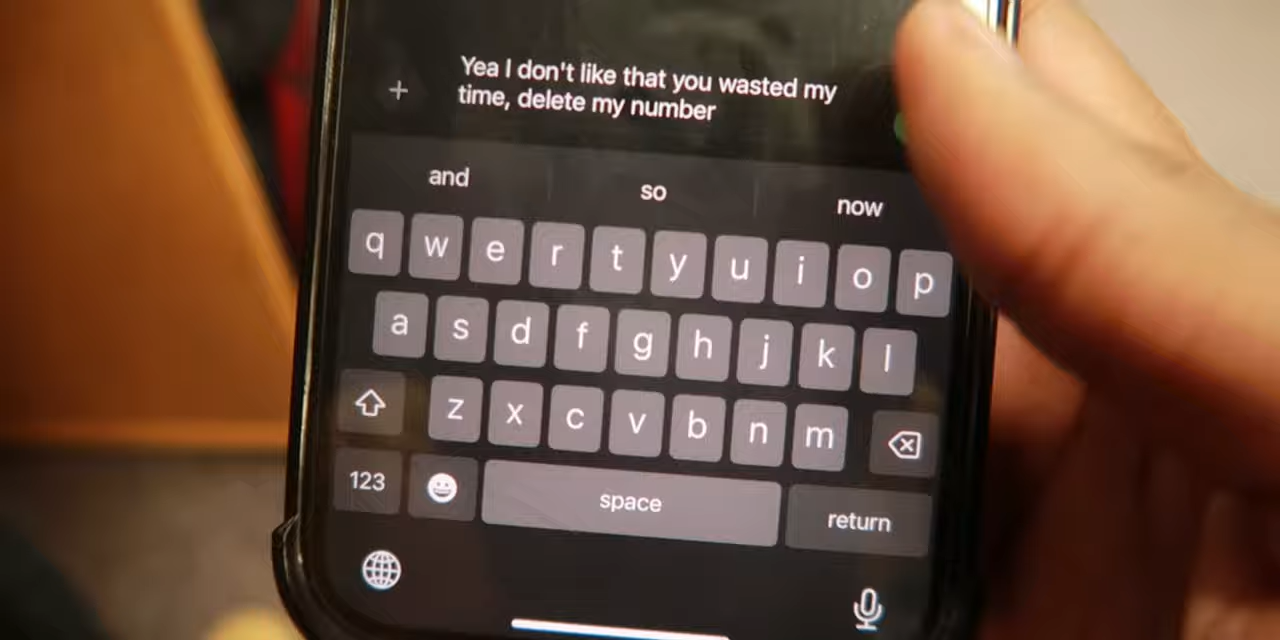 Yea I don't like that you wasted my
time, delete my number
and so now
q w e r t y u i o p
a s d f g h j k l
z x c v b n m
123 space return